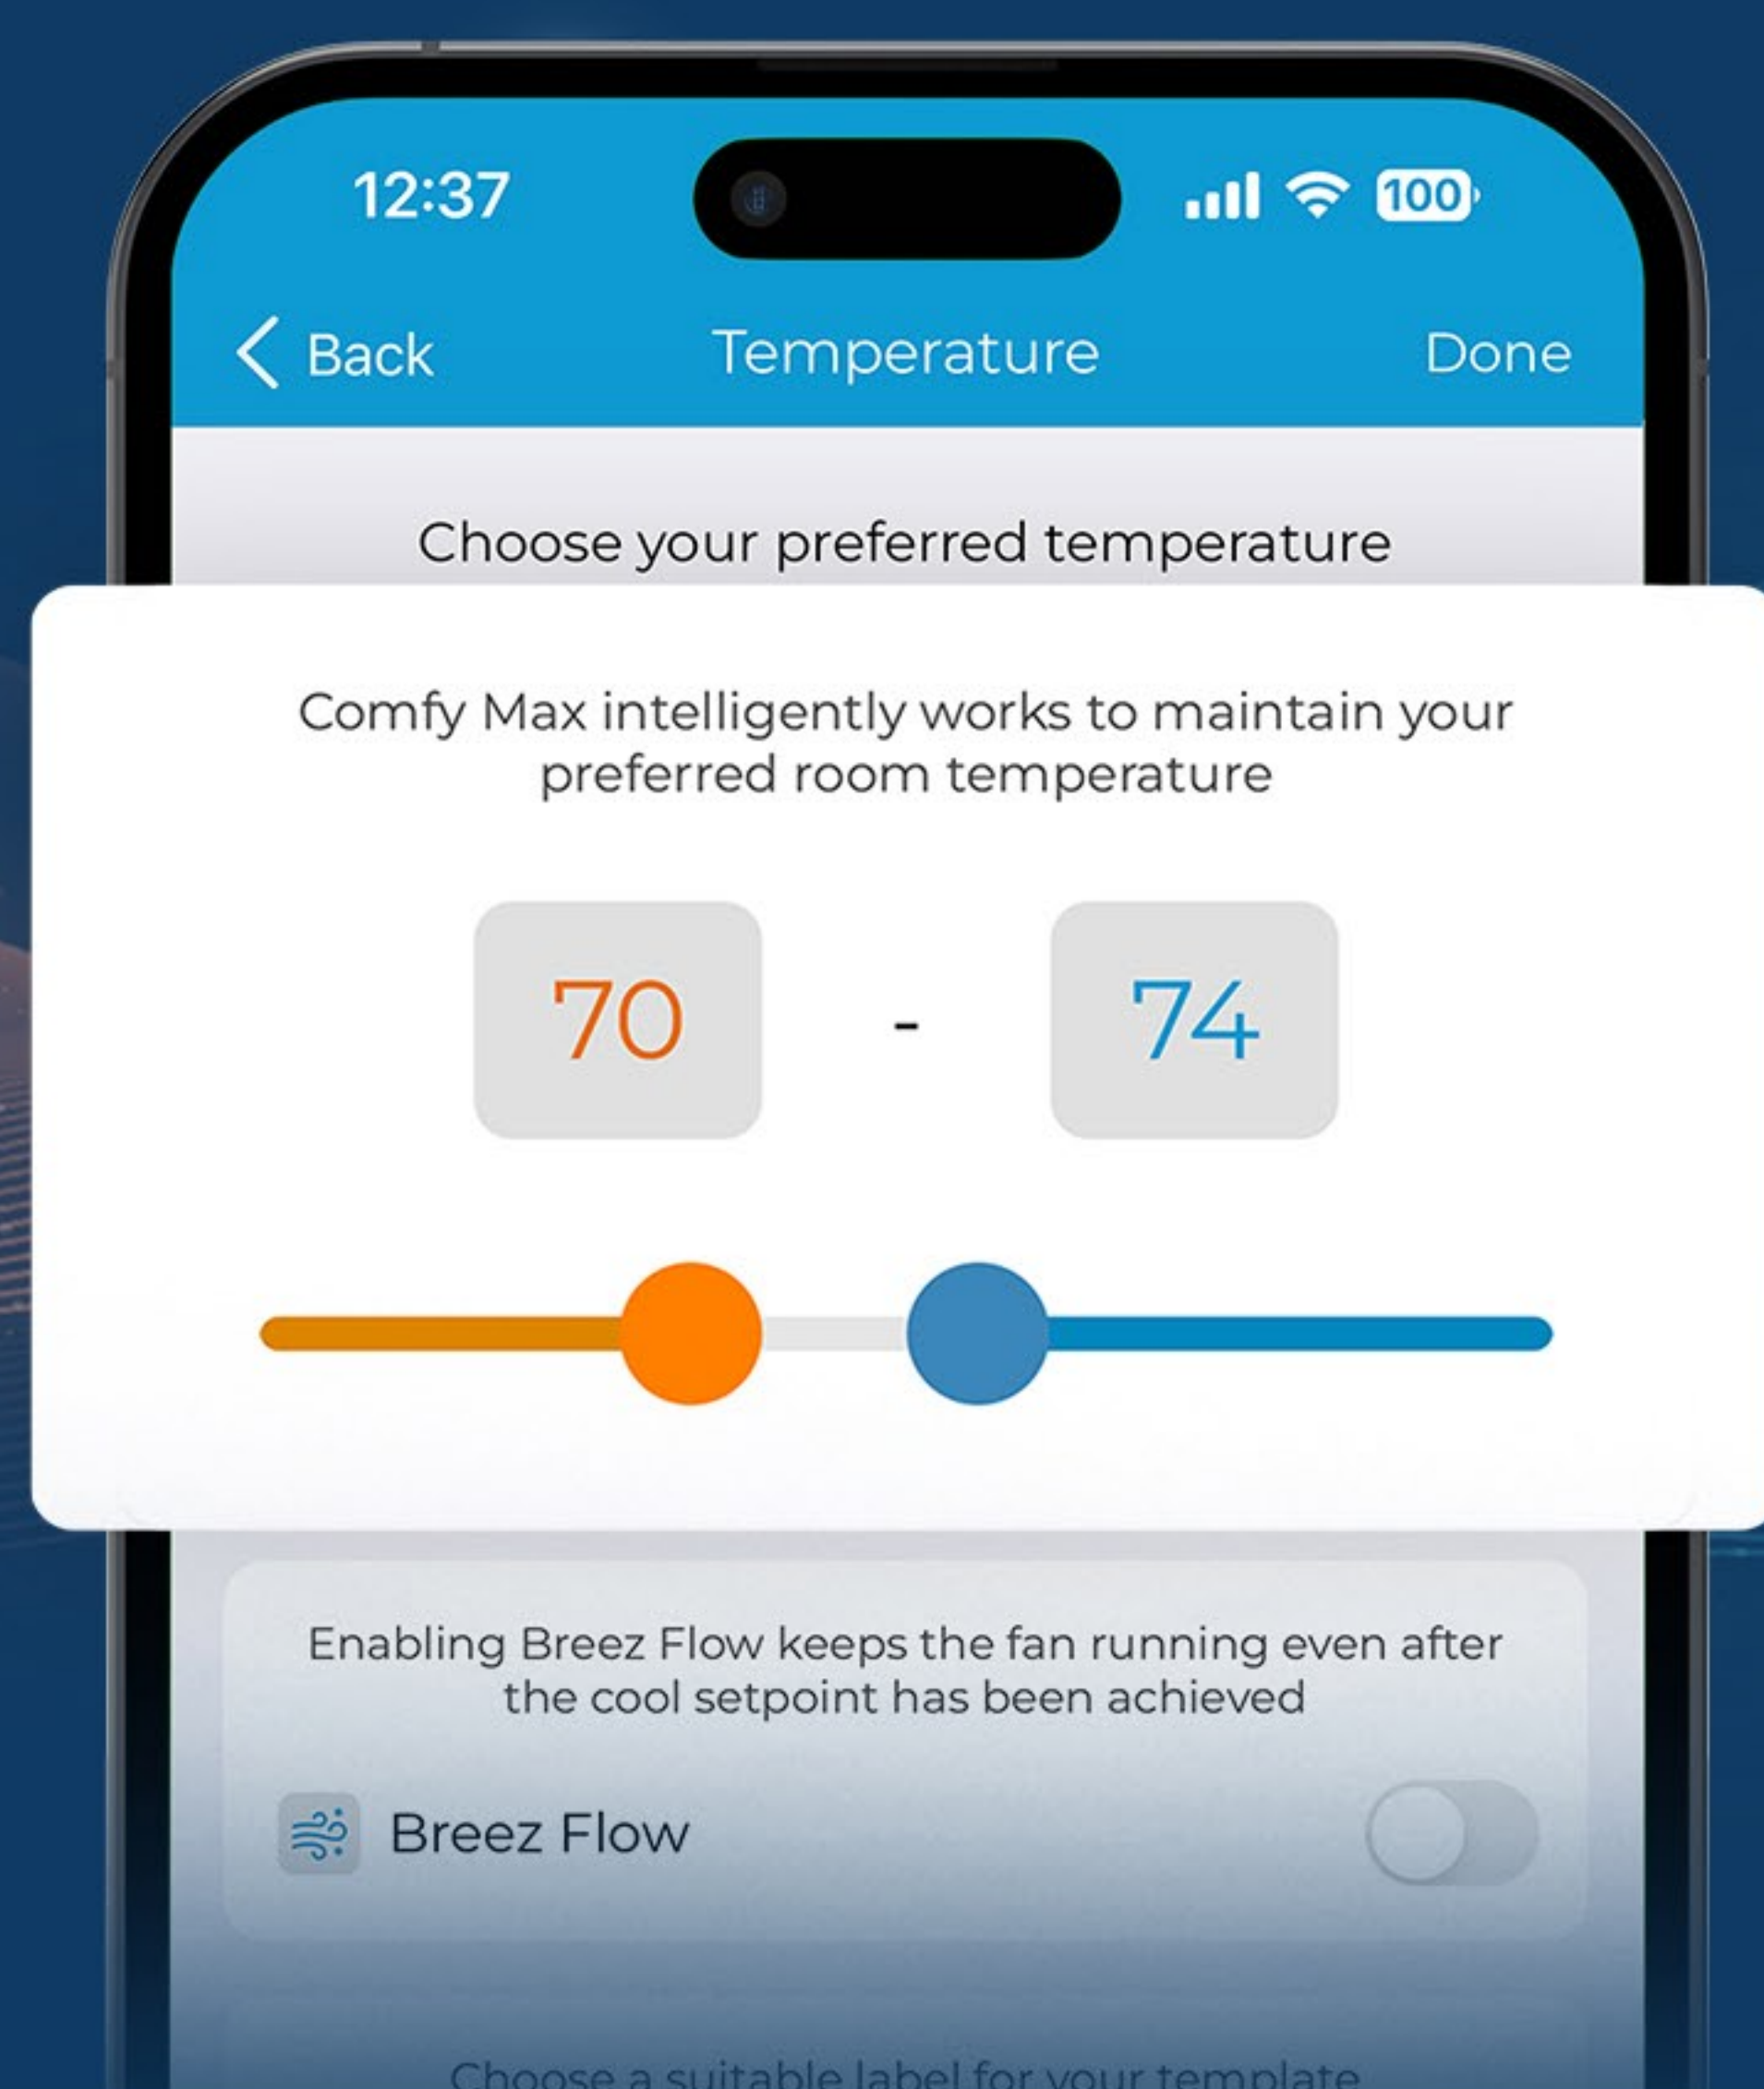 12:37
100
Back
Temperature
Done
Choose your preferred temperature
Comfy Max intelligently works to maintain your
preferred room temperature
70 - 74
Enabling Breez Flow keeps the fan running even after
the cool setpoint has been achieved
Breez Flow
Choose a suitable label for your template